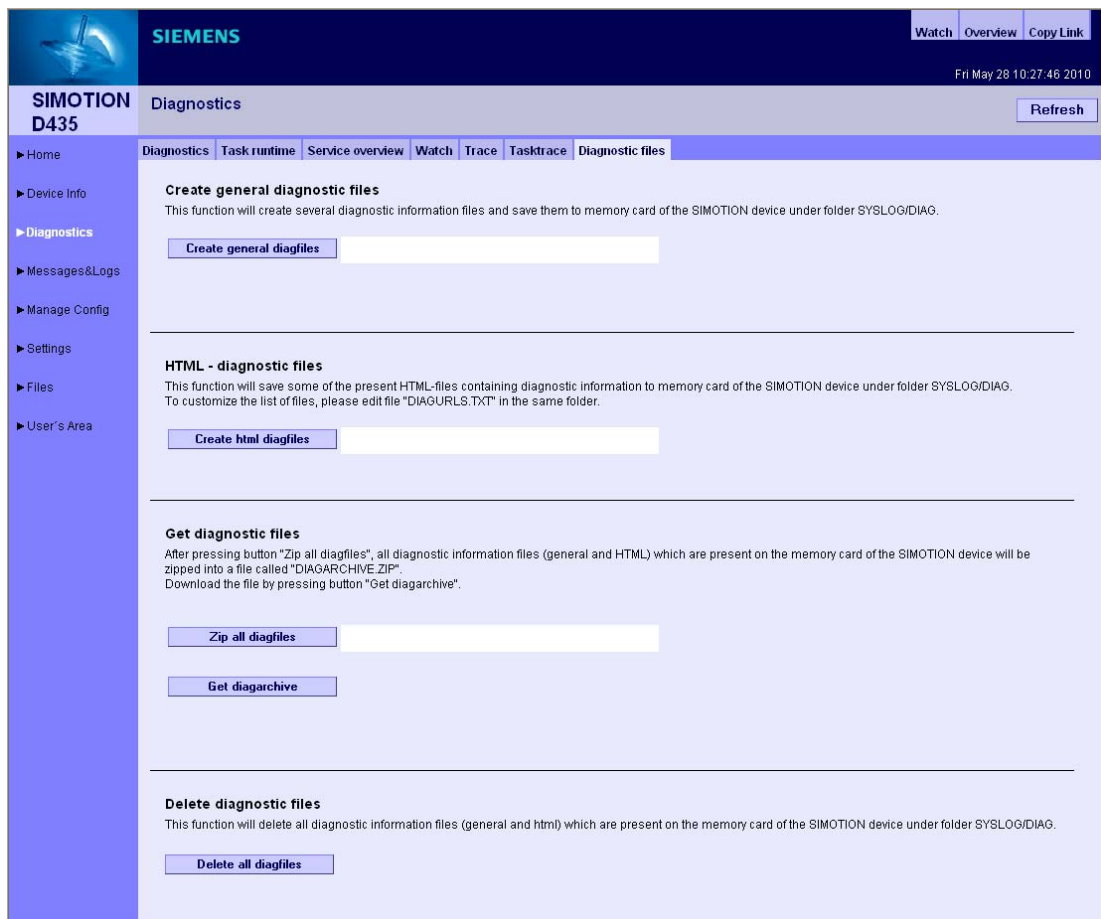 SIEMENS
Watch Overview Copy Link
Fri May 28 10:27:46 2010
SIMOTION
D435
Diagnostics
Refresh
Diagnostics Task runtime Service overview Watch Trace Tasktrace Diagnostic files
Home
Device Info
Diagnostics
Messages&Logs
Manage Config
Settings
Files
User´s Area
Create general diagnostic files
This function will create several diagnostic information files and save them to memory card of the SIMOTION device under folder SYSLOG/DIAG.
Create general diagfiles
HTML - diagnostic files
This function will save some of the present HTML-files containing diagnostic information to memory card of the SIMOTION device under folder SYSLOG/DIAG.
To customize the list of files, please edit file "DIAGURLS.TXT" in the same folder.
Create html diagfiles
Get diagnostic files
After pressing button "Zip all diagfiles", all diagnostic information files (general and HTML) which are present on the memory card of the SIMOTION device will be
zipped into a file called "DIAGARCHIVE.ZIP".
Download the file by pressing button "Get diagarchive".
Zip all diagfiles
Get diagarchive
Delete diagnostic files
This function will delete all diagnostic information files (general and html) which are present on the memory card of the SIMOTION device under folder SYSLOG/DIAG.
Delete all diagfiles